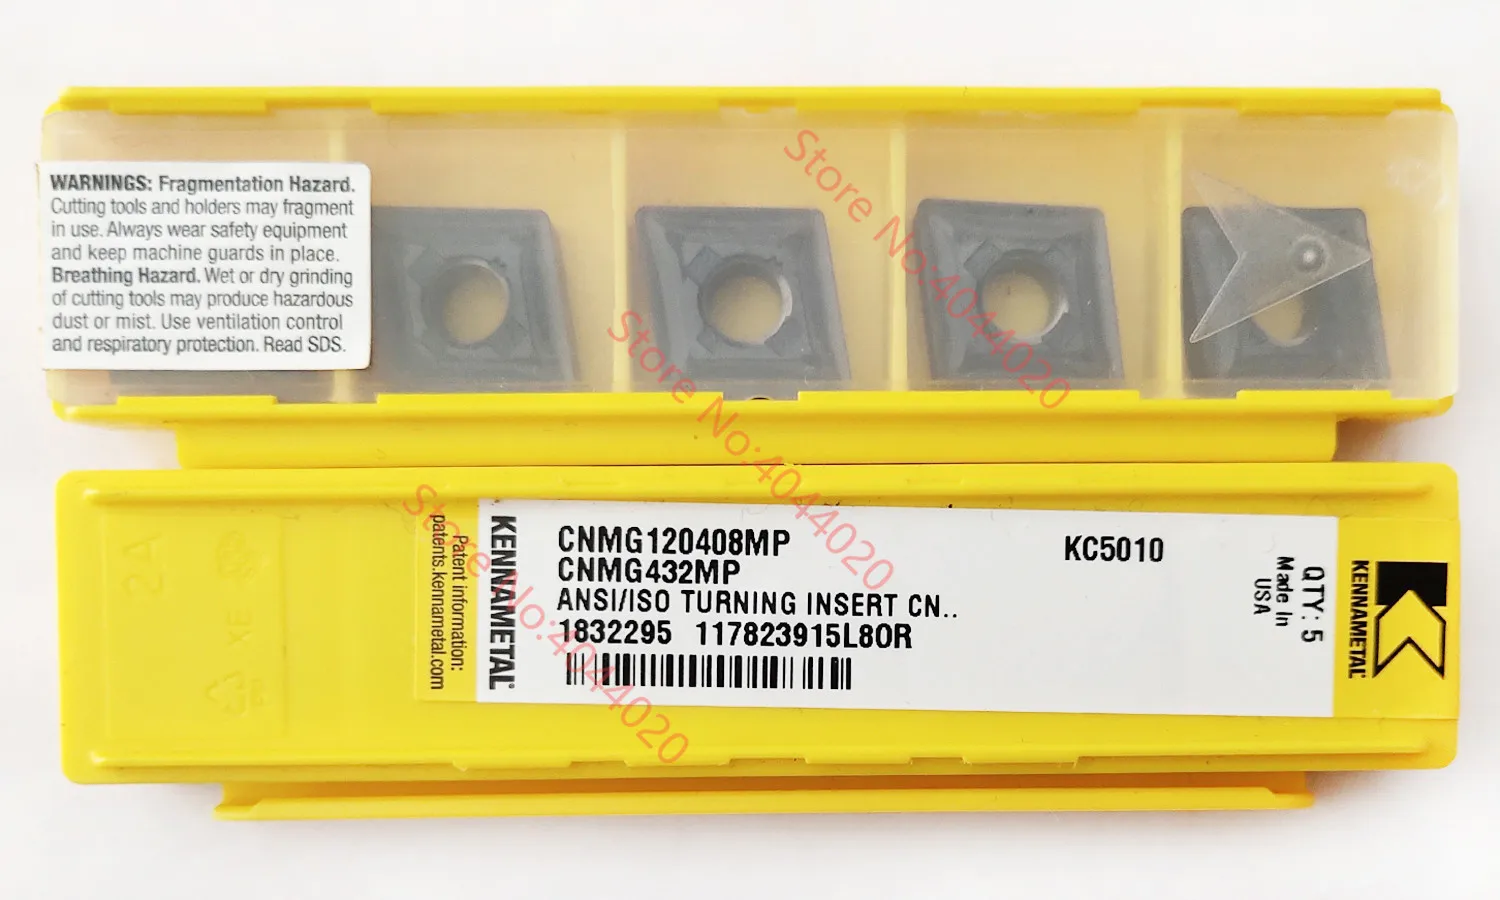 WARNINGS: Fragmentation Hazard.
Cutting tools and holders may fragment
in use. Always wear safety equipment
and keep machine guards in place.
Breathing Hazard. Wet or dry grinding
of cutting tools may produce hazardous
dust or mist. Use ventilation control
and respiratory protection. Read SDS.
Store No:4044020
Store No:4044020
Store No:4044020
2A
Patent information:
patents.kennametal.com
KENNAMETAL
CNMG120408MP
CNMG432MP
ANSI/ISO TURNING INSERT CN..
1832295 117823915L80R
KC5010
QTY: 5
Made In
USA
KENNAMETAL